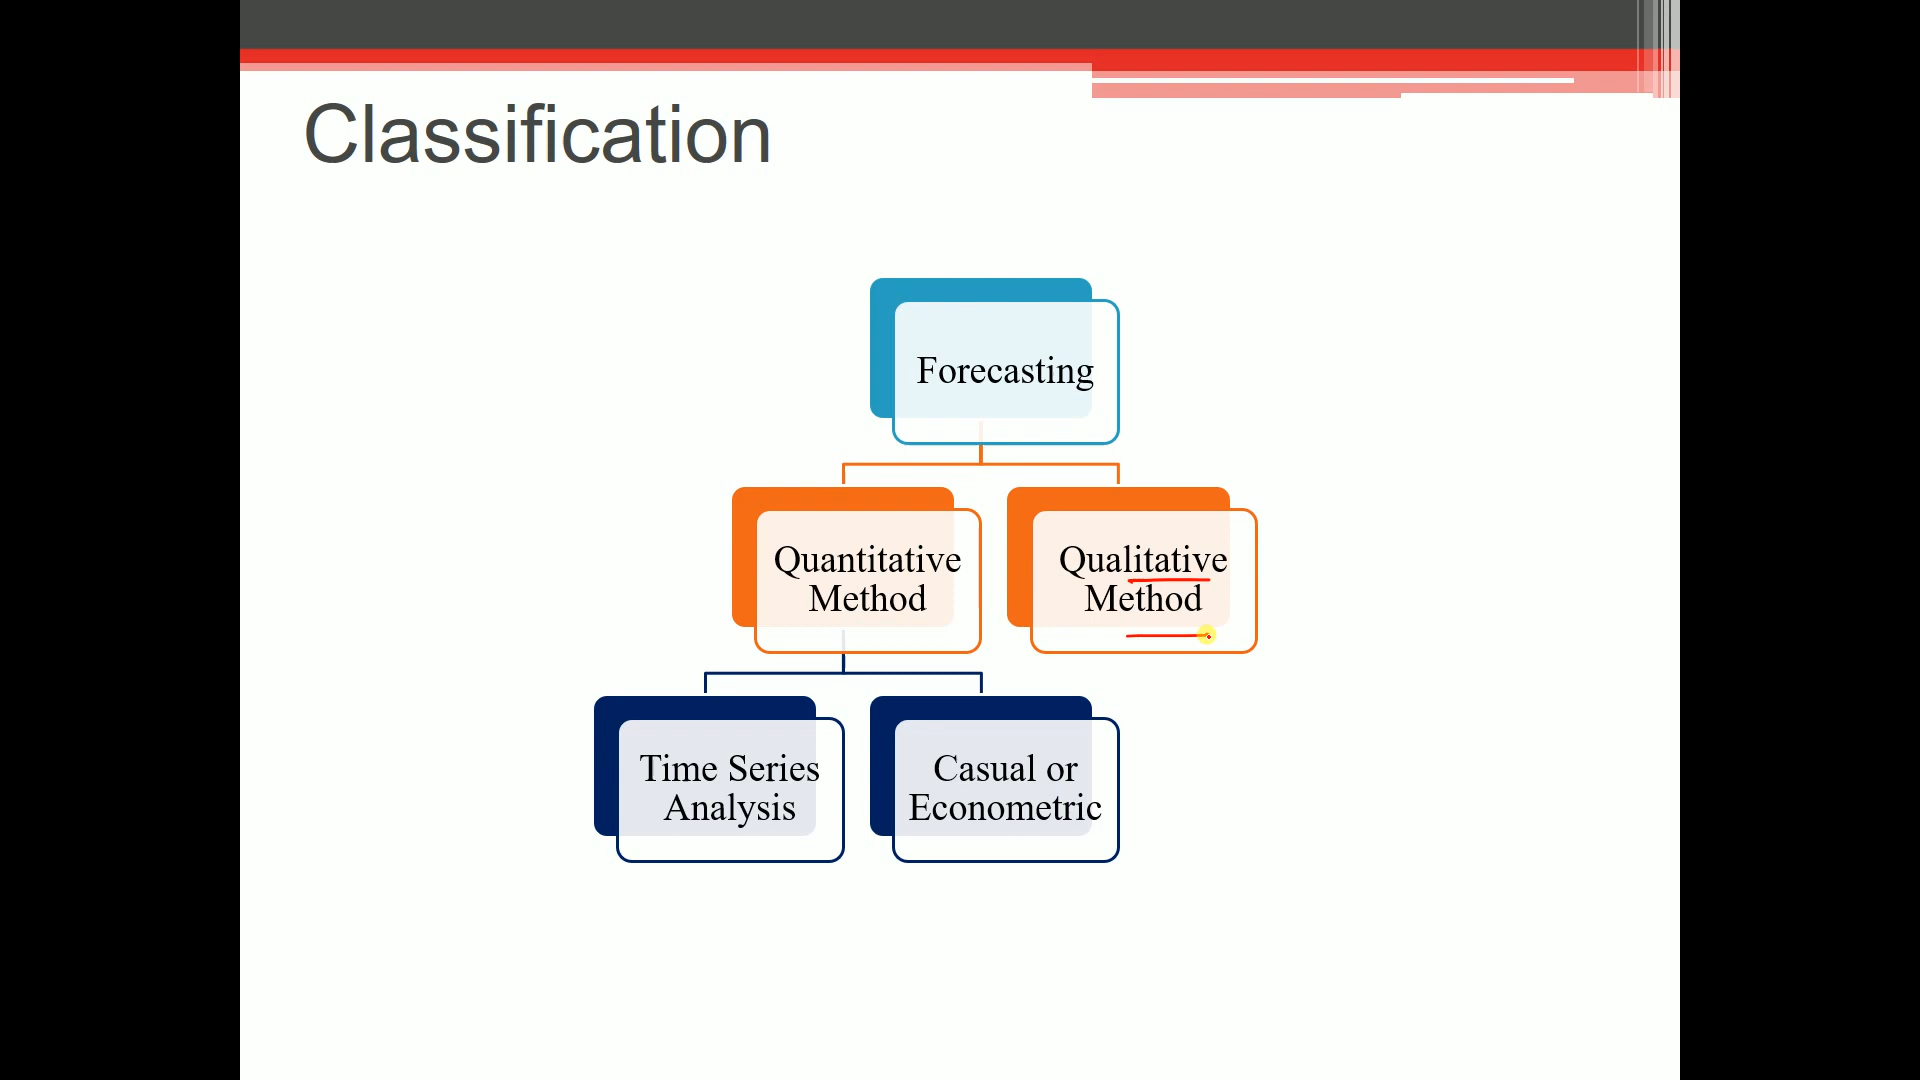 Classification
Forecasting
Quantitative
Method
Qualitative
Method
Time Series
Analysis
Casual or
Econometric